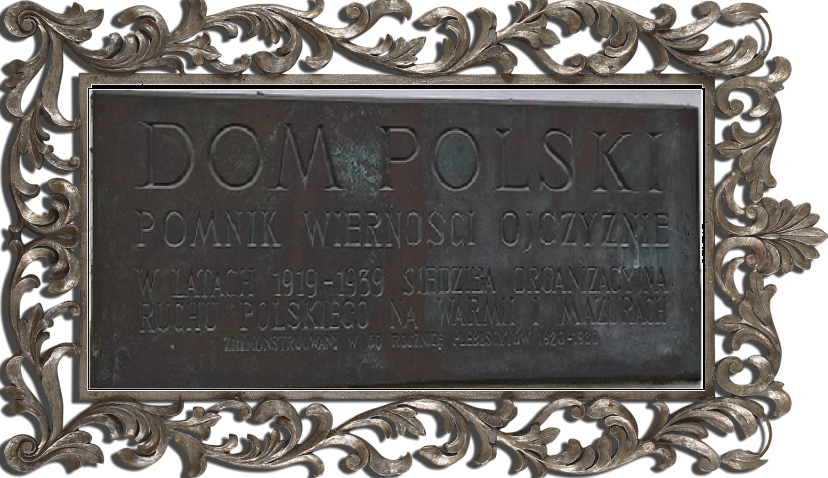 DOM POLSKI
POMNIK WIERNOŚCI OJCZYŹNIE
W LATACH 1919-1939 SIEDZIBA ORGANIZACYJNA
RUCHU POLSKIEGO NA WARMII I MAZURACH
W 60 ROCZNICĘ PLEBISCYTÓW 1920-1980